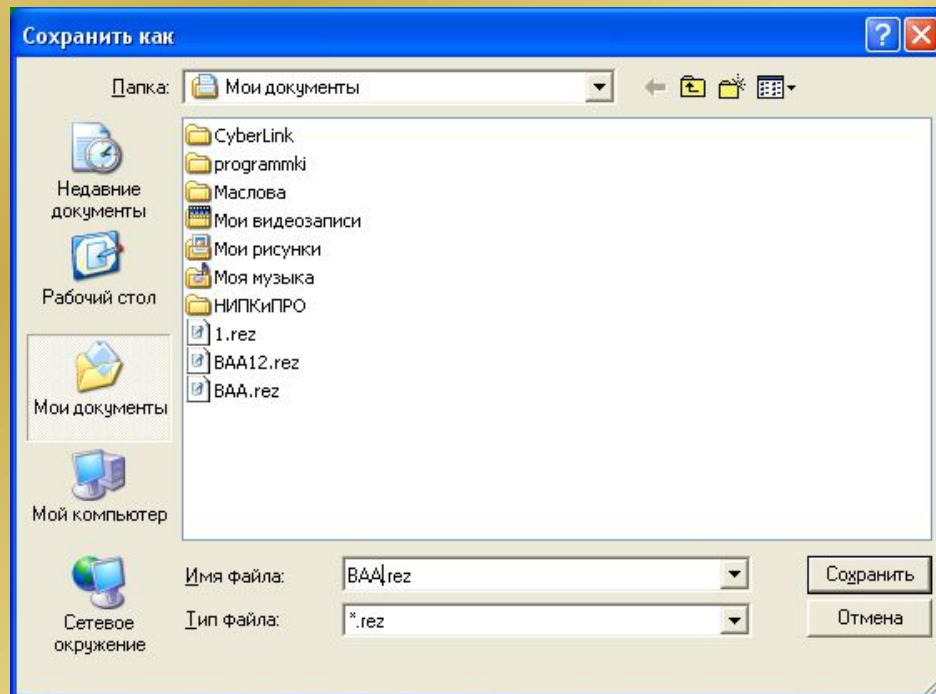 Сохранить как
Папка:
Мои документы
Недавние
документы
Рабочий стол
Мои документы
Мой компьютер
Сетевое
окружение
CyberLink
programmki
Маслова
Мои видеозаписи
Мои рисунки
Моя музыка
НИПКиПРО
1.rez
BAA12.rez
BAA.rez
Имя файла:
BAA.rez
Сохранить
Тип файла:
*.rez
Отмена